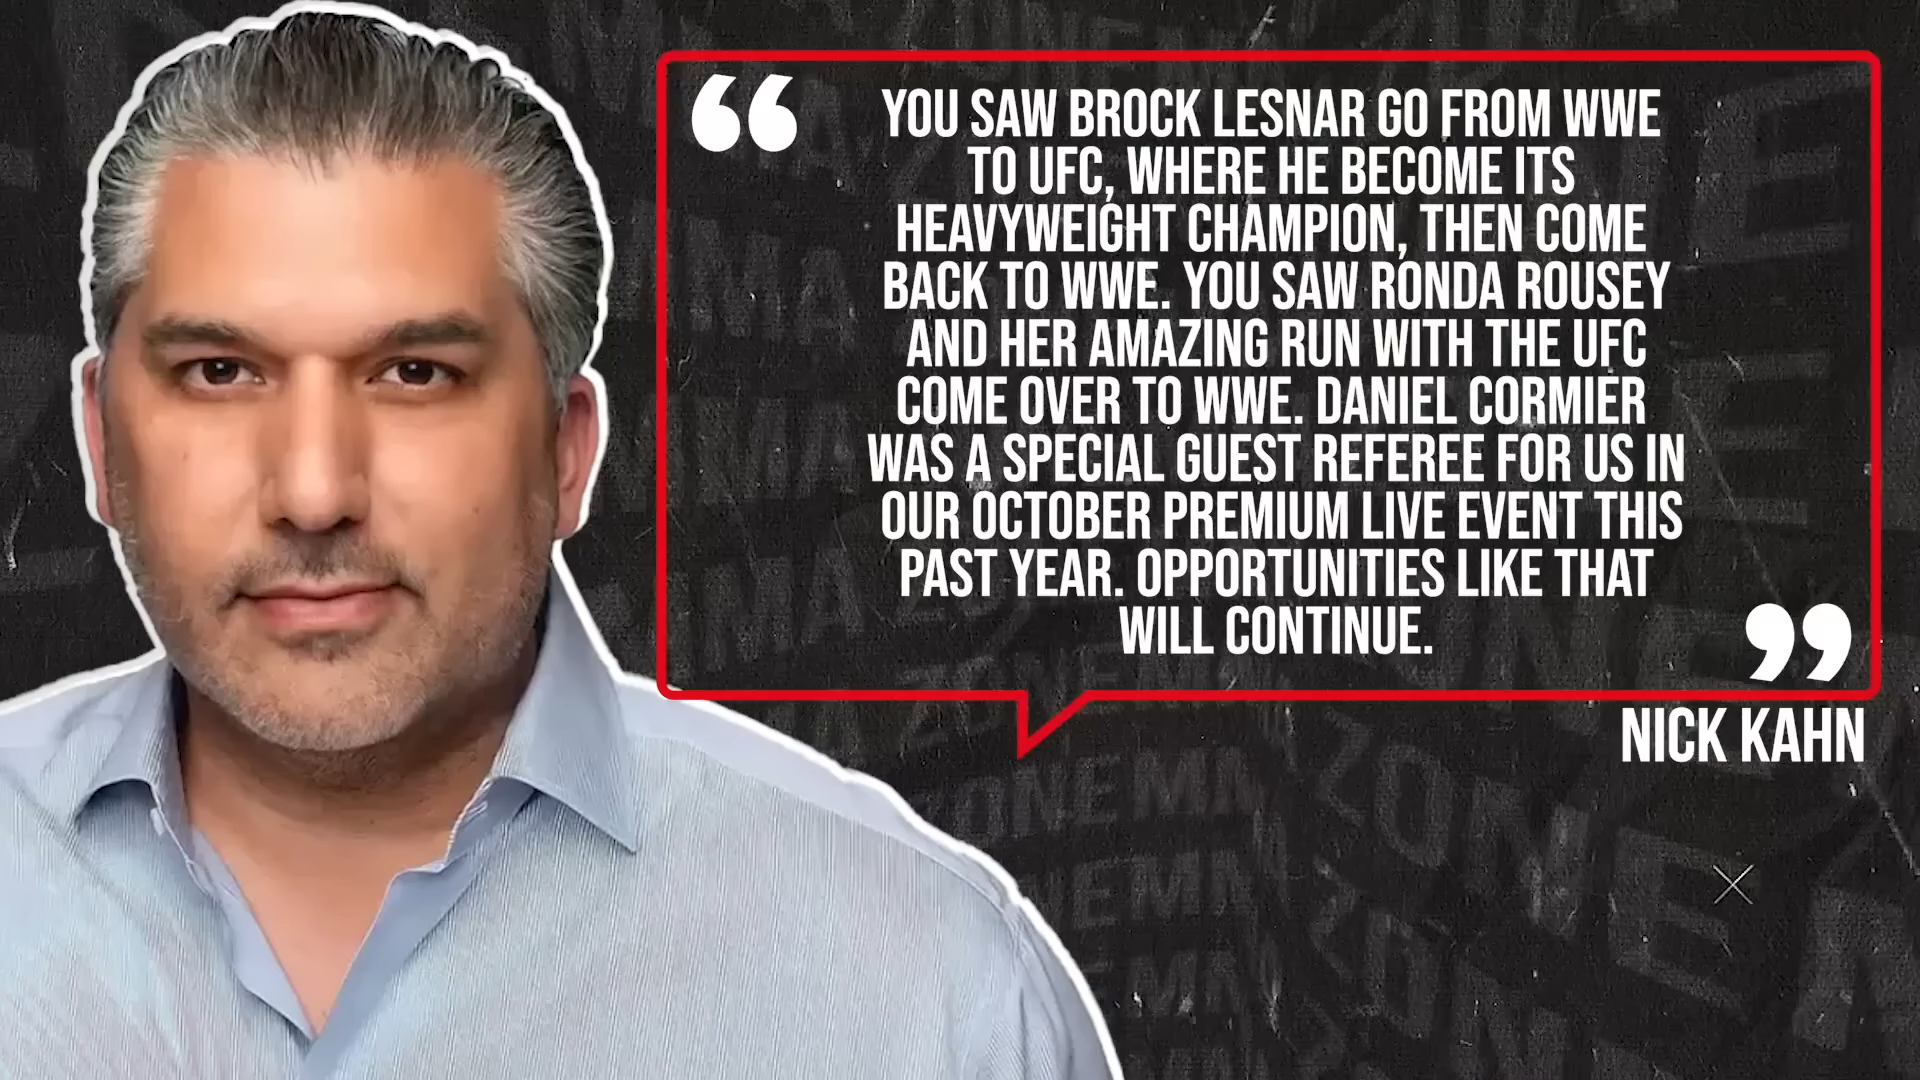 YOU SAW BROCK LESNAR GO FROM WWE
TO UFC, WHERE HE BECOME ITS
HEAVYWEIGHT CHAMPION, THEN COME
BACK TO WWE. YOU SAW RONDA ROUSEY
AND HER AMAZING RUN WITH THE UFC
COME OVER TO WWE. DANIEL CORMIER
WAS A SPECIAL GUEST REFEREE FOR US IN
OUR OCTOBER PREMIUM LIVE EVENT THIS
PAST YEAR. OPPORTUNITIES LIKE THAT
WILL CONTINUE.
NICK KAHN